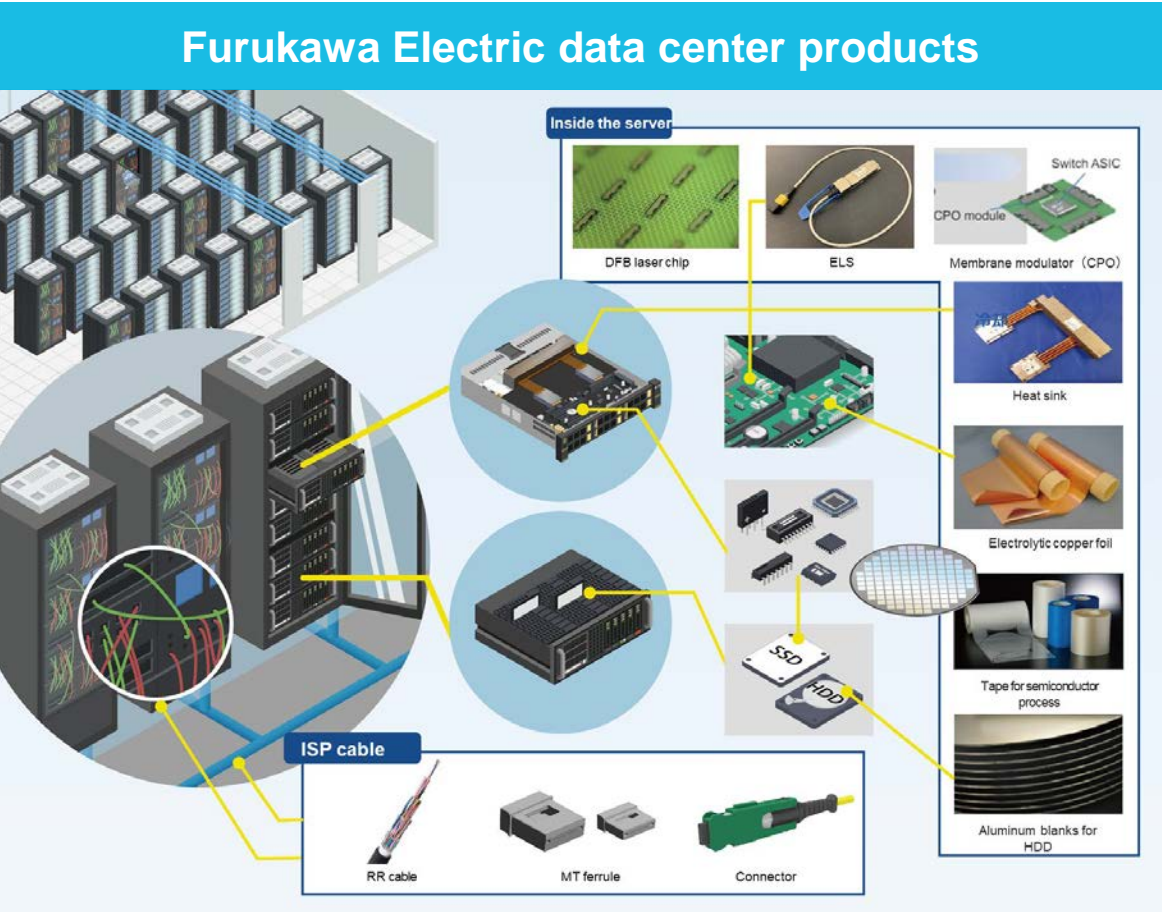 Furukawa Electric data center products
Inside the server
Switch ASIC
CPO module
DFB laser chip
ELS
Membrane modulator（CPO）
冷却
Heat sink
Electrolytic copper foil
SSD
HDD
Tape for semiconductor
process
ISP cable
Aluminum blanks for
HDD
RR cable
MT ferrule
Connector